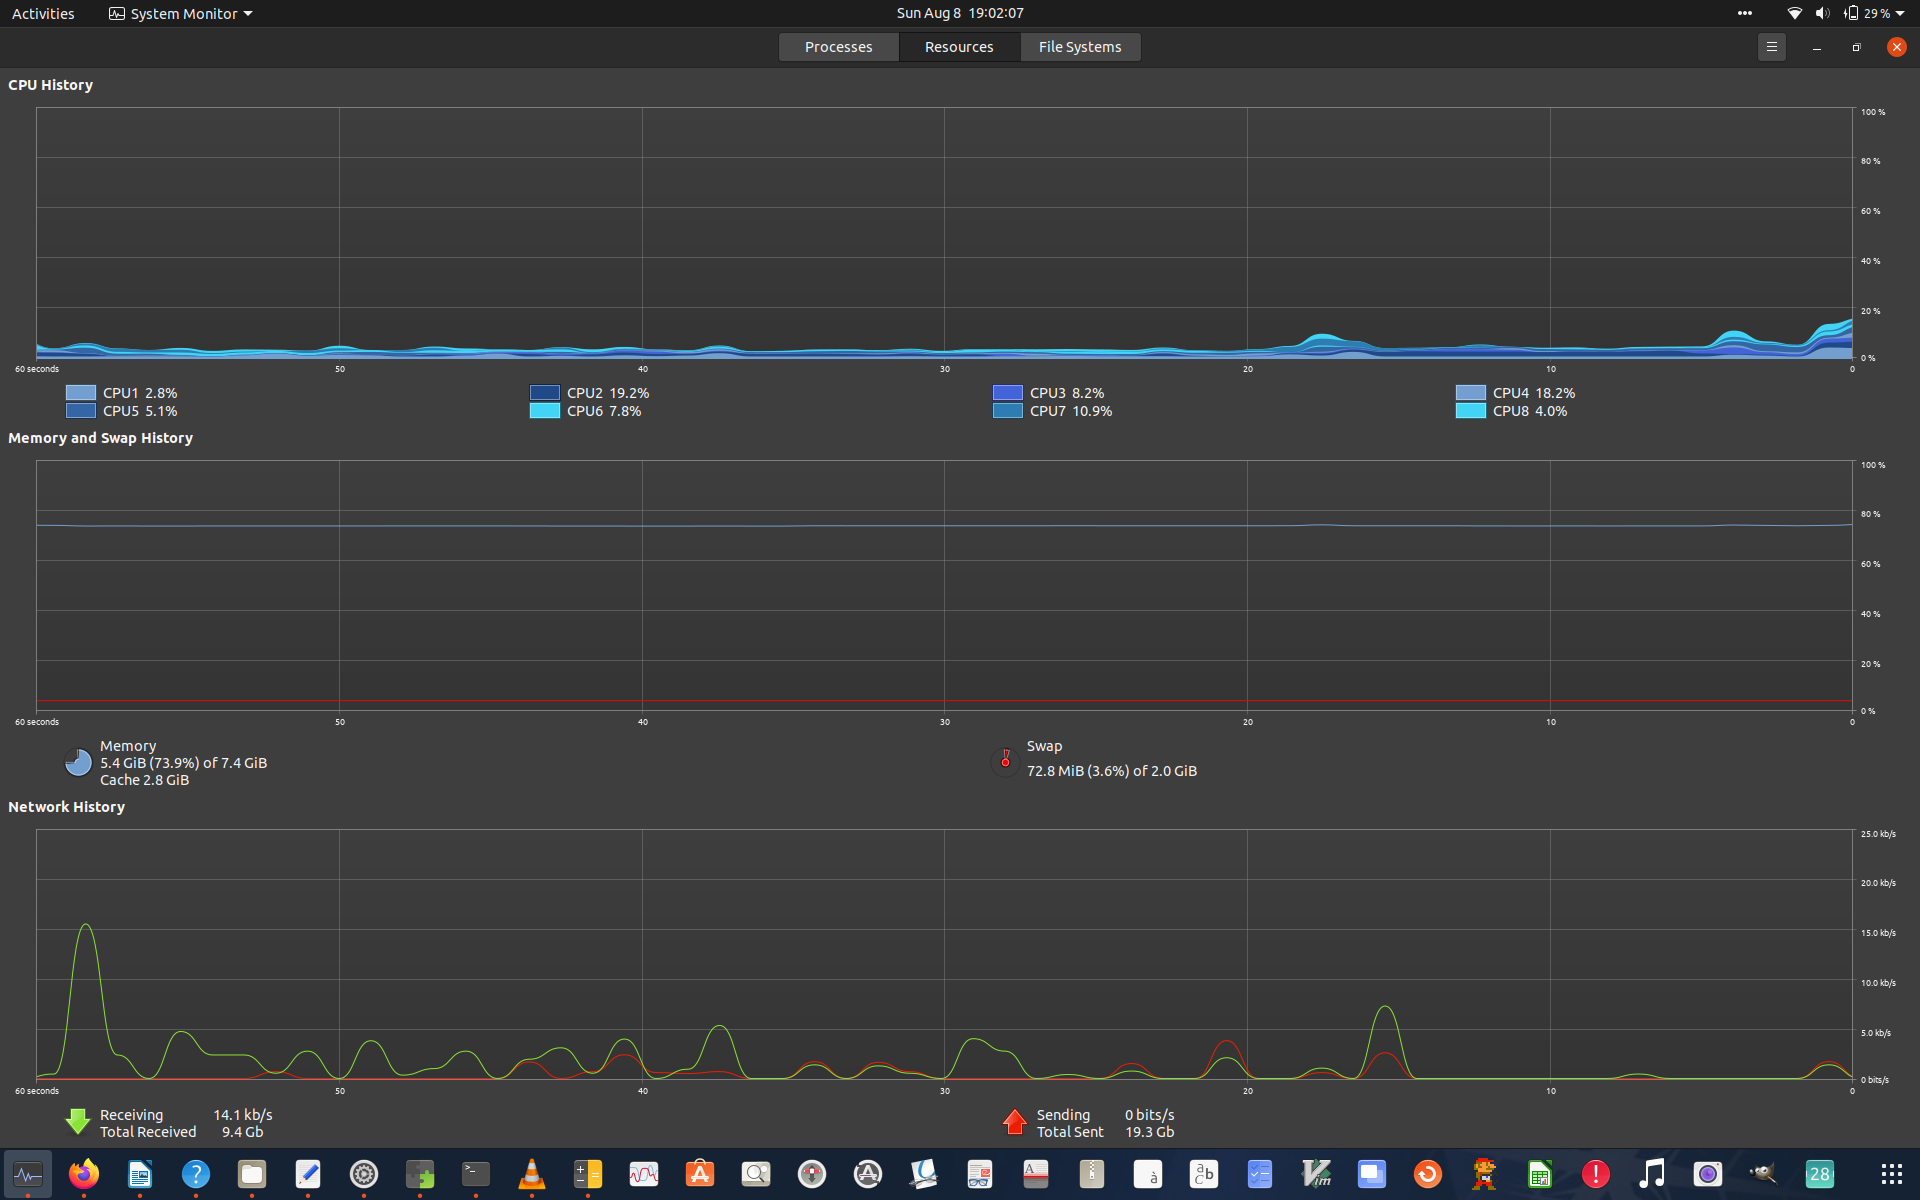 Activities
System Monitor
Sun Aug 8 19:02:07
29 %
Processes
Resources
File Systems
CPU History
100 %
80 %
60 %
40 %
20 %
0 %
60 seconds 50 40 30 20 10 0
CPU1 2.8% CPU2 19.2% CPU3 8.2% CPU4 18.2%
CPU5 5.1% CPU6 7.8% CPU7 10.9% CPU8 4.0%
Memory and Swap History
100 %
80 %
60 %
40 %
20 %
0 %
60 seconds 50 40 30 20 10 0
Memory
5.4 GiB (73.9%) of 7.4 GiB
Cache 2.8 GiB
Swap
72.8 MiB (3.6%) of 2.0 GiB
Network History
25.0 kb/s
20.0 kb/s
15.0 kb/s
10.0 kb/s
5.0 kb/s
0 bits/s
60 seconds 50 40 30 20 10 0
Receiving 14.1 kb/s
Total Received 9.4 Gb
Sending 0 bits/s
Total Sent 19.3 Gb
?
>_
A
à
ab
c
Vim
!
28